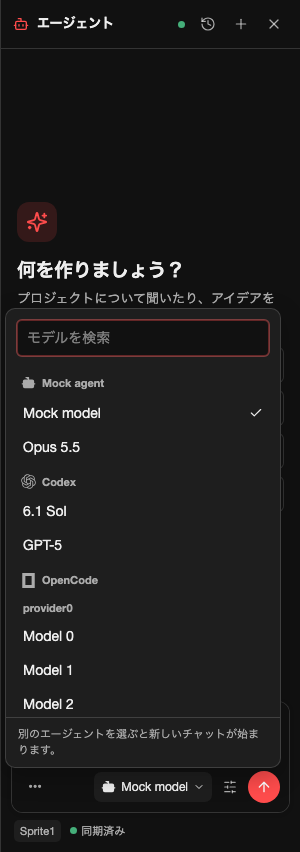 エージェント
何を作りましょう？
プロジェクトについて聞いたり、アイデアを
モデルを検索
Mock agent
Mock model
Opus 5.5
Codex
6.1 Sol
GPT-5
OpenCode
provider0
Model 0
Model 1
Model 2
別のエージェントを選ぶと新しいチャットが始ま
ります。
Mock model
Sprite1
同期済み